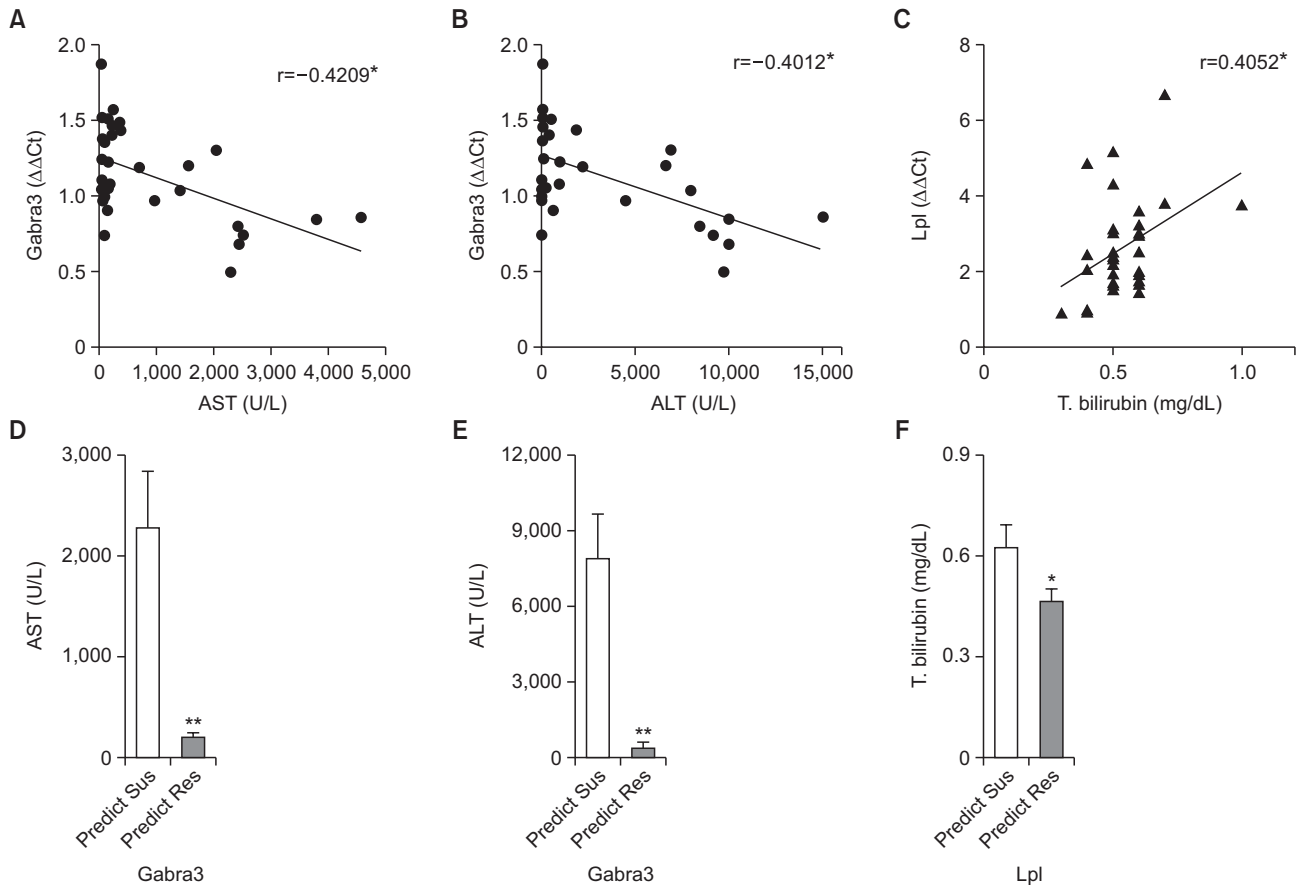 A
2.0
1.5
1.0
0.5
0
Gabra3 (ΔΔCt)
r=−0.4209*
0 1,000 2,000 3,000 4,000 5,000
AST (U/L)
B
2.0
1.5
1.0
0.5
0
Gabra3 (ΔΔCt)
r=−0.4012*
0 5,000 10,000 15,000
ALT (U/L)
C
8
6
4
2
0
Lpl (ΔΔCt)
r=0.4052*
0 0.5 1.0
T. bilirubin (mg/dL)
D
3,000
2,000
1,000
0
AST (U/L)
**
Predict Sus
Predict Res
Gabra3
E
12,000
9,000
6,000
3,000
0
ALT (U/L)
**
Predict Sus
Predict Res
Gabra3
F
0.9
0.6
0.3
0
T. bilirubin (mg/dL)
*
Predict Sus
Predict Res
Lpl